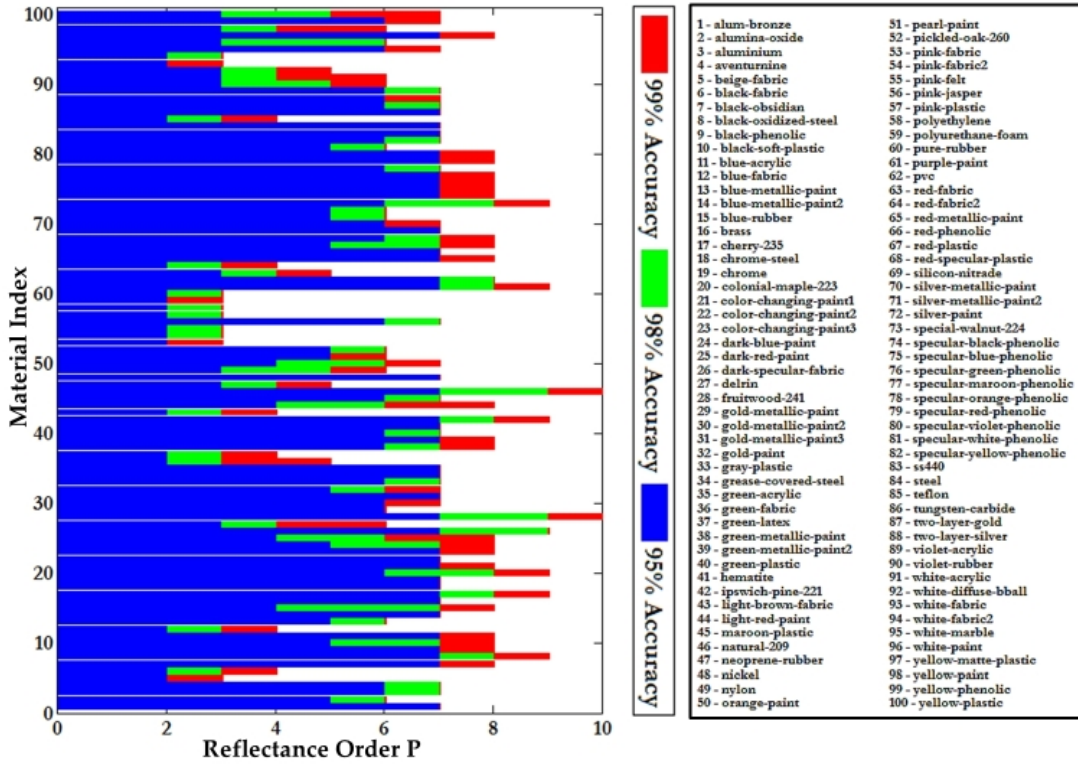 100
90
80
70
60
50
40
30
20
10
0
Material Index
0 2 4 6 8 10
Reflectance Order P
99% Accuracy
98% Accuracy
95% Accuracy
1 - alum-bronze
2 - alumina-oxide
3 - aluminium
4 - aventurnine
5 - beige-fabric
6 - black-fabric
7 - black-obsidian
8 - black-oxidized-steel
9 - black-phenolic
10 - black-soft-plastic
11 - blue-acrylic
12 - blue-fabric
13 - blue-metallic-paint
14 - blue-metallic-paint2
15 - blue-rubber
16 - brass
17 - cherry-235
18 - chrome-steel
19 - chrome
20 - colonial-maple-223
21 - color-changing-paint1
22 - color-changing-paint2
23 - color-changing-paint3
24 - dark-blue-paint
25 - dark-red-paint
26 - dark-specular-fabric
27 - delrin
28 - fruitwood-241
29 - gold-metallic-paint
30 - gold-metallic-paint2
31 - gold-metallic-paint3
32 - gold-paint
33 - gray-plastic
34 - grease-covered-steel
35 - green-acrylic
36 - green-fabric
37 - green-latex
38 - green-metallic-paint
39 - green-metallic-paint2
40 - green-plastic
41 - hematite
42 - ipswich-pine-221
43 - light-brown-fabric
44 - light-red-paint
45 - maroon-plastic
46 - natural-209
47 - neoprene-rubber
48 - nickel
49 - nylon
50 - orange-paint
51 - pearl-paint
52 - pickled-oak-260
53 - pink-fabric
54 - pink-fabric2
55 - pink-felt
56 - pink-jasper
57 - pink-plastic
58 - polyethylene
59 - polyurethane-foam
60 - pure-rubber
61 - purple-paint
62 - pvc
63 - red-fabric
64 - red-fabric2
65 - red-metallic-paint
66 - red-phenolic
67 - red-plastic
68 - red-specular-plastic
69 - silicon-nitrade
70 - silver-metallic-paint
71 - silver-metallic-paint2
72 - silver-paint
73 - special-walnut-224
74 - specular-black-phenolic
75 - specular-blue-phenolic
76 - specular-green-phenolic
77 - specular-maroon-phenolic
78 - specular-orange-phenolic
79 - specular-red-phenolic
80 - specular-violet-phenolic
81 - specular-white-phenolic
82 - specular-yellow-phenolic
83 - ss440
84 - steel
85 - teflon
86 - tungsten-carbide
87 - two-layer-gold
88 - two-layer-silver
89 - violet-acrylic
90 - violet-rubber
91 - white-acrylic
92 - white-diffuse-bball
93 - white-fabric
94 - white-fabric2
95 - white-marble
96 - white-paint
97 - yellow-matte-plastic
98 - yellow-paint
99 - yellow-phenolic
100 - yellow-plastic